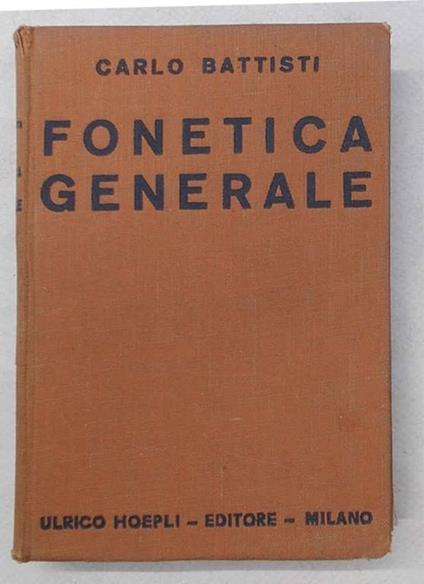 CARLO BATTISTI
FONETICA
GENERALE
ULRICO HOEPLI - EDITORE - MILANO